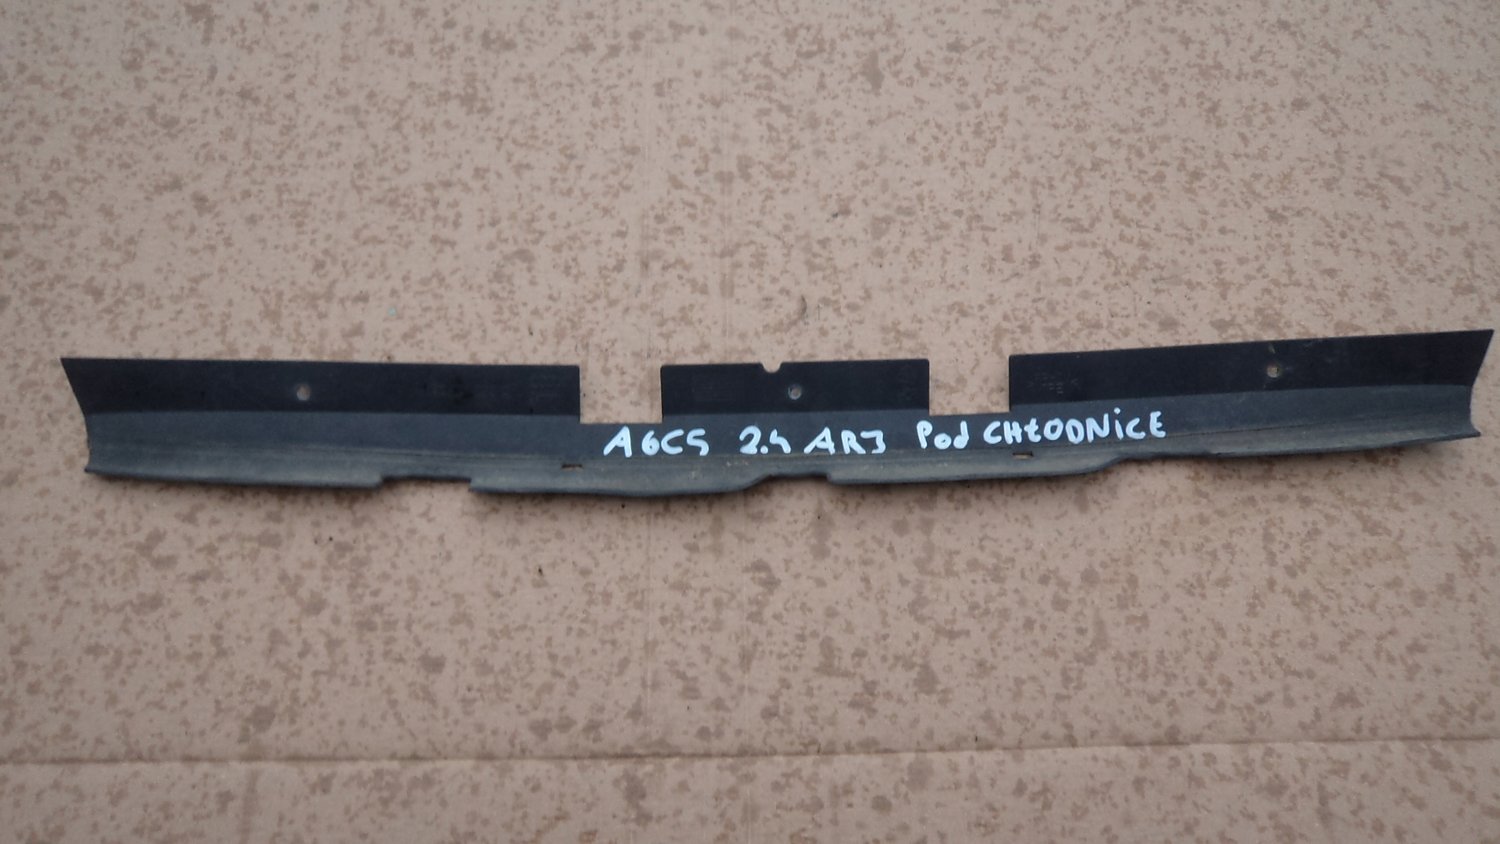 A6C5 2.4 ARJ Pod CHŁODNiCE